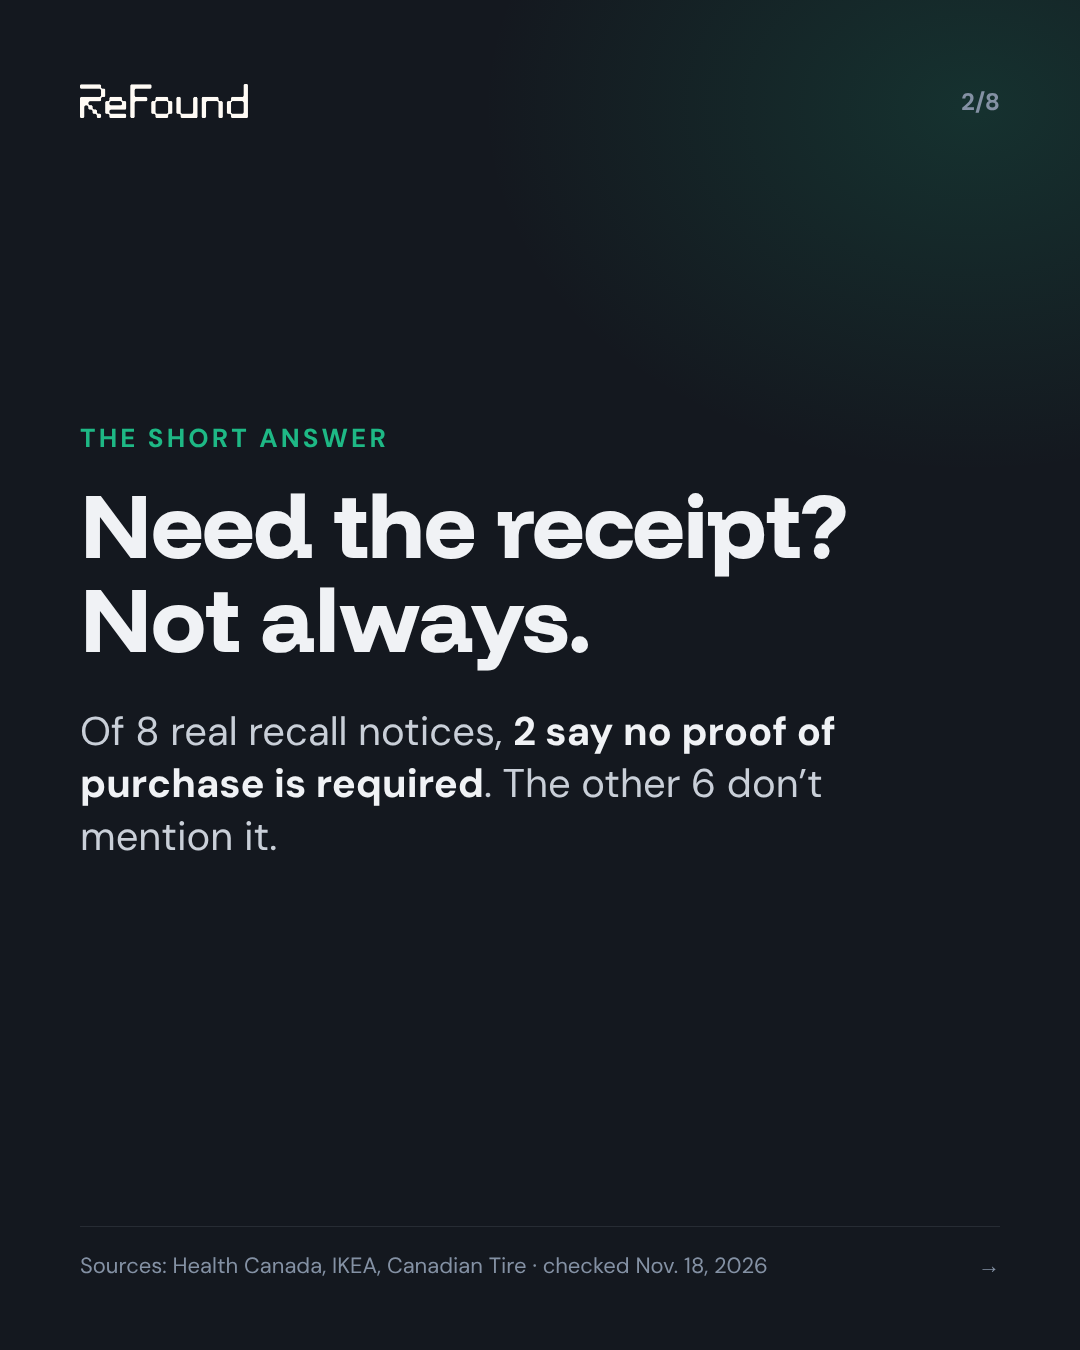 ReFound
2/8
THE SHORT ANSWER
Need the receipt?
Not always.
Of 8 real recall notices, 2 say no proof of
purchase is required. The other 6 don’t
mention it.
Sources: Health Canada, IKEA, Canadian Tire · checked Nov. 18, 2026 →